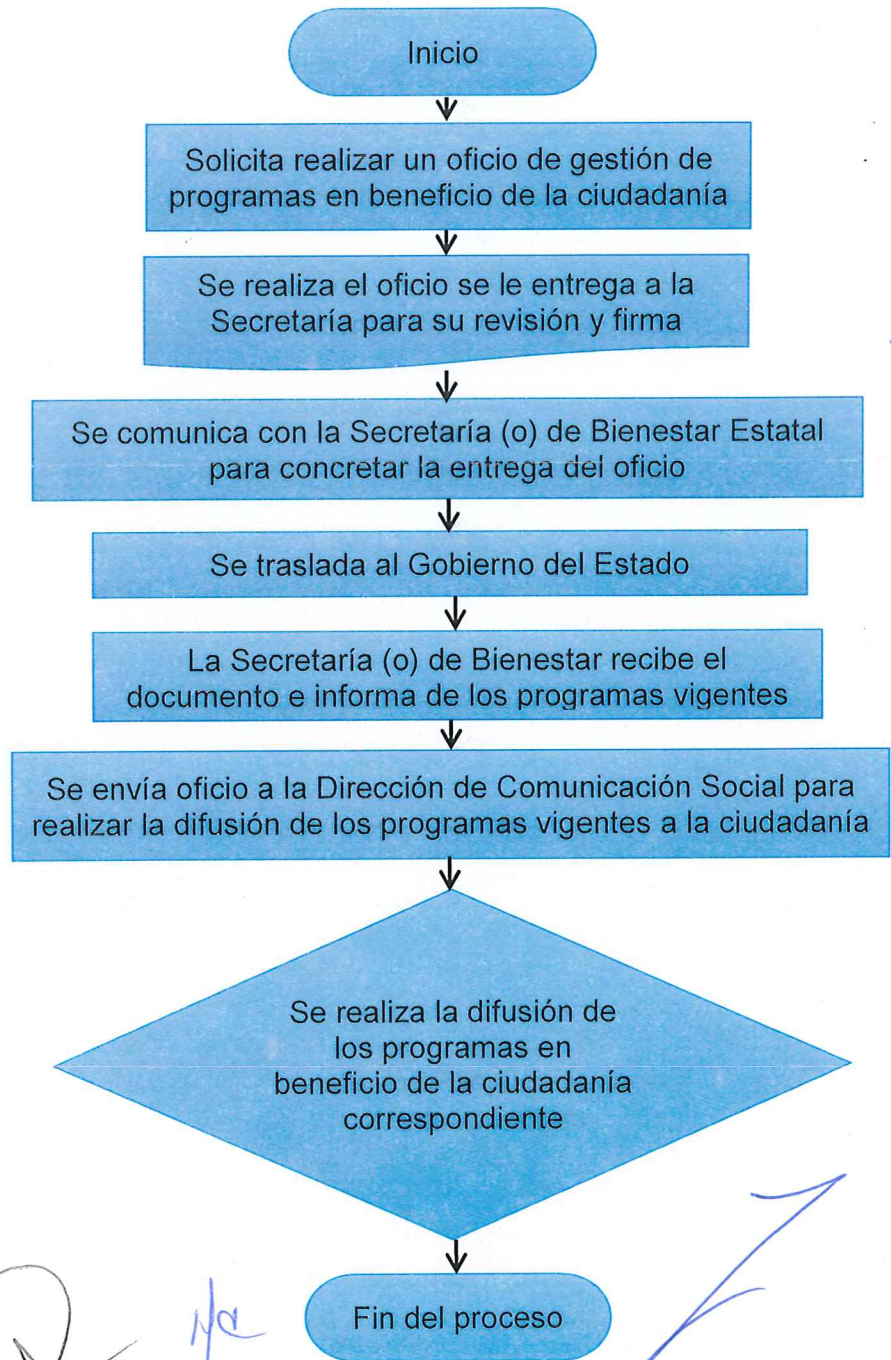 Inicio
Solicita realizar un oficio de gestión de
programas en beneficio de la ciudadanía
Se realiza el oficio se le entrega a la
Secretaría para su revisión y firma
Se comunica con la Secretaría (o) de Bienestar Estatal
para concretar la entrega del oficio
Se traslada al Gobierno del Estado
La Secretaría (o) de Bienestar recibe el
documento e informa de los programas vigentes
Se envía oficio a la Dirección de Comunicación Social para
realizar la difusión de los programas vigentes a la ciudadanía
Se realiza la difusión de
los programas en
beneficio de la ciudadanía
correspondiente
Fin del proceso